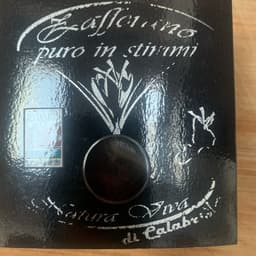 Zafferano
puro in stimmi
Natura Viva
di Calabria